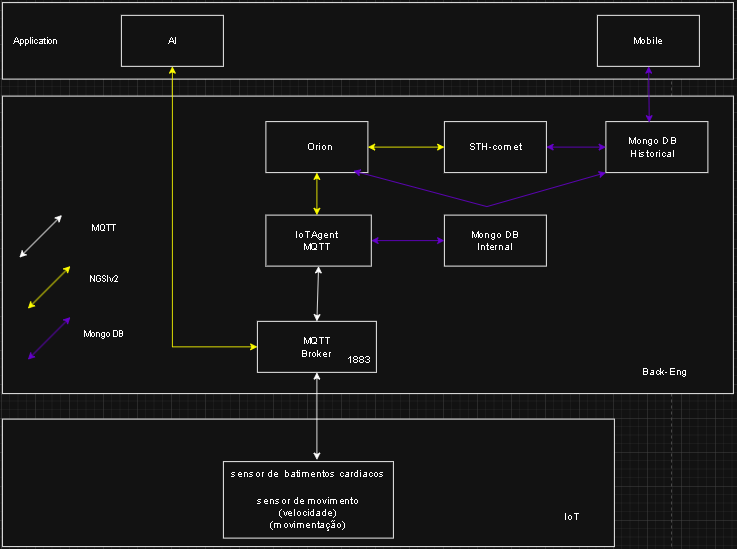 Application
AI
Mobile
Orion
STH-comet
Mongo DB
Historical
IoTAgent
MQTT
Mongo DB
Internal
MQTT
NGSIv2
Mongo DB
MQTT
Broker
1883
Back-Eng
sensor de batimentos cardiacos
sensor de movimento
(velocidade)
(movimentação)
IoT